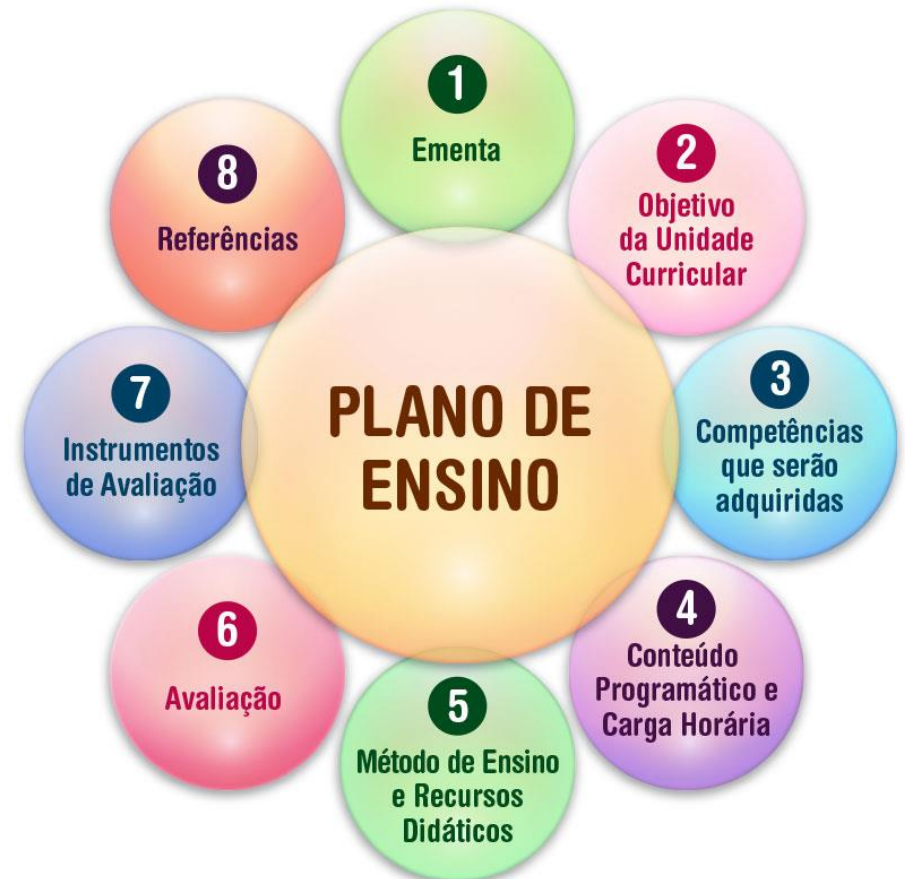 PLANO DE
ENSINO
1
Ementa
2
Objetivo
da Unidade
Curricular
3
Competências
que serão
adquiridas
4
Conteúdo
Programático e
Carga Horária
5
Método de Ensino
e Recursos
Didáticos
6
Avaliação
7
Instrumentos
de Avaliação
8
Referências